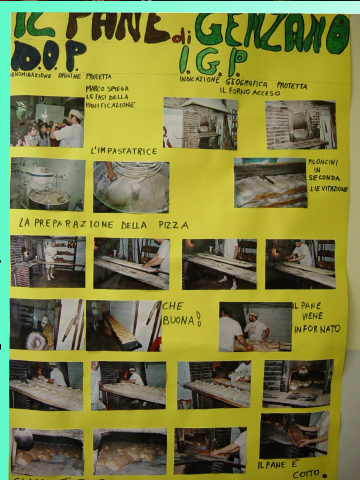 IL PANE di GENZANO
D.O.P. I.G.P.
DENOMINAZIONE ORIGINE PROTETTA
INDICAZIONE GEOGRAFICA PROTETTA
MARCO SPIEGA
LE FASI DELLA
PANIFICAZIONE
IL FORNO ACCESO
L'IMPASTATRICE
FILONCINI
IN
SECONDA
LIEVITAZIONE
LA PREPARAZIONE DELLA PIZZA
CHE
BUONA!
IL PANE
VIENE
INFORNATO
IL PANE È
COTTO.